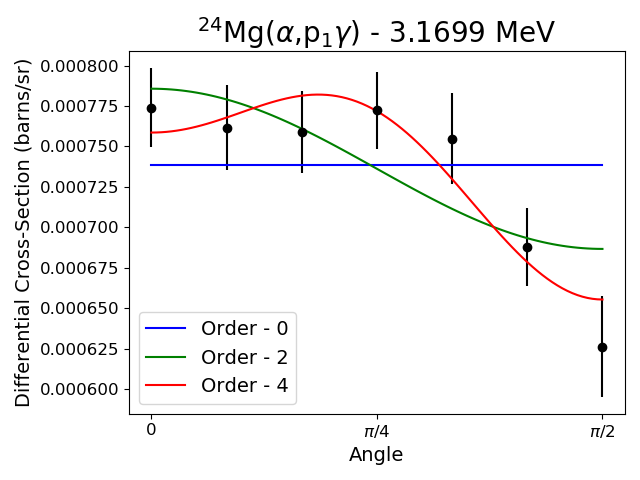 ²⁴Mg(α,p₁γ) - 3.1699 MeV
Differential Cross-Section (barns/sr)
0.000800
0.000775
0.000750
0.000725
0.000700
0.000675
0.000650
0.000625
0.000600
Order - 0
Order - 2
Order - 4
0 π/4 π/2
Angle